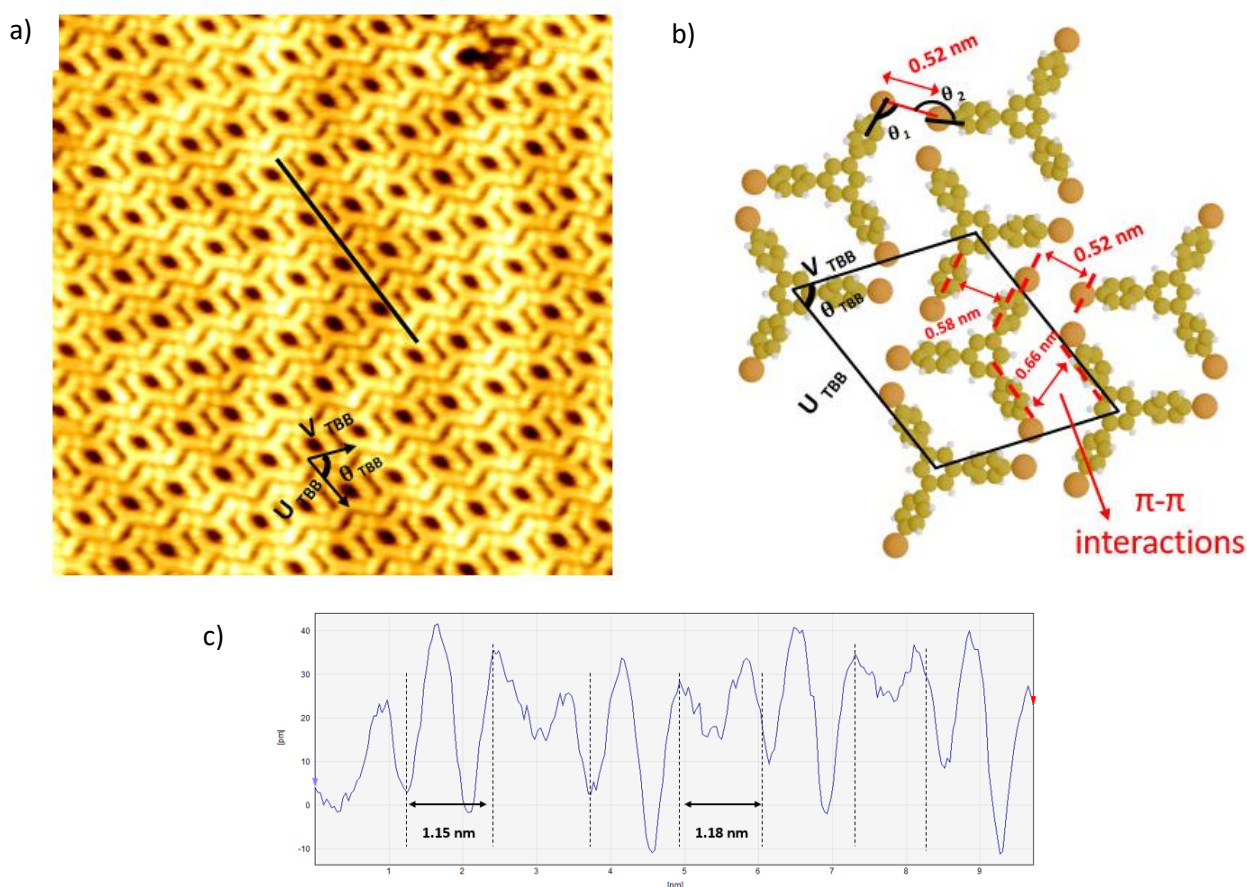 a)
V TBB
θ TBB
U TBB
b)
0.52 nm
θ2
θ1
V TBB
θ TBB
U TBB
0.52 nm
0.58 nm
0.66 nm
π-π
interactions
c)
40
30
20
10
0
-10
[pm]
1.15 nm
1.18 nm
1 2 3 4 5 6 7 8 9
[nm]